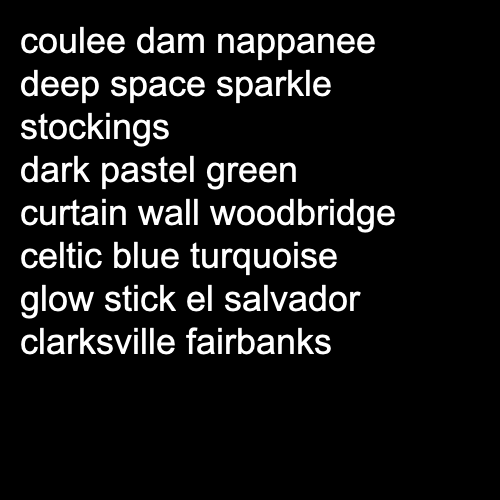 coulee dam nappanee
deep space sparkle
stockings
dark pastel green
curtain wall woodbridge
celtic blue turquoise
glow stick el salvador
clarksville fairbanks